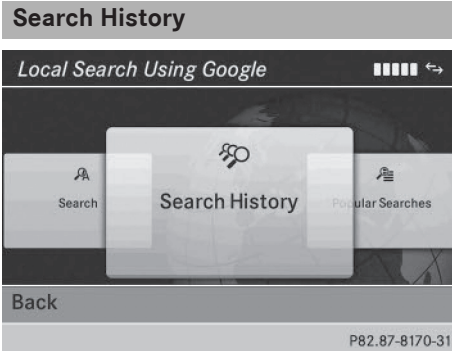 Search History
Local Search Using Google
Search
Search History
Popular Searches
Back
P82.87-8170-31